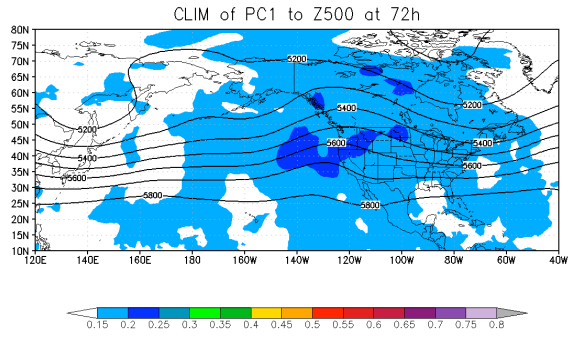 CLIM of PC1 to Z500 at 72h
80N
75N
70N
65N
60N
55N
50N
45N
40N
35N
30N
25N
20N
15N
10N
5200
5400
5200
5200
5400
5600
5400
5600
5600
5800
5800
120E 140E 160E 180 160W 140W 120W 100W 80W 60W 40W
0.15 0.2 0.25 0.3 0.35 0.4 0.45 0.5 0.55 0.6 0.65 0.7 0.75 0.8